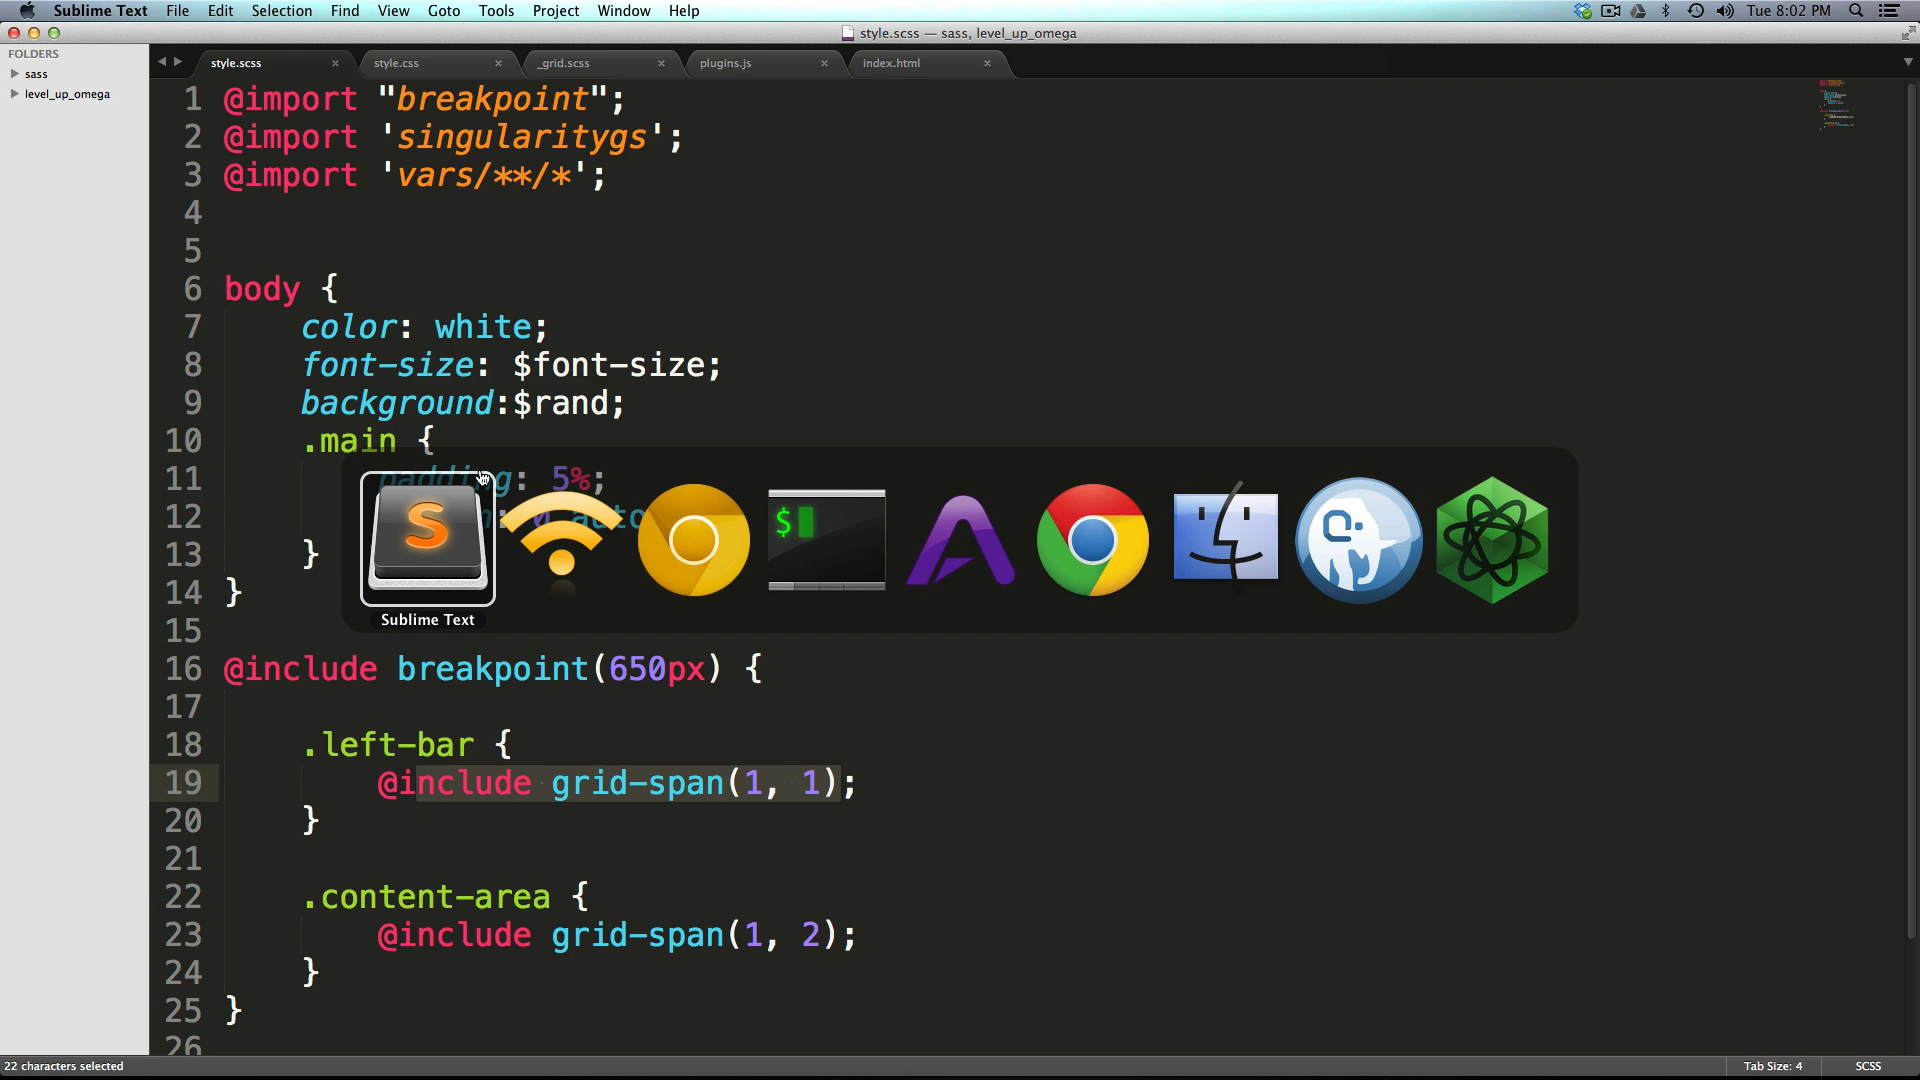 Sublime Text File Edit Selection Find View Goto Tools Project Window Help Tue 8:02 PM
style.scss — sass, level_up_omega
FOLDERS
sass
level_up_omega
style.scss style.css _grid.scss plugins.js index.html
1 @import "breakpoint";
2 @import 'singularitygs';
3 @import 'vars/**/*';
4
5
6 body {
7 color: white;
8 font-size: $font-size;
9 background:$rand;
10 .main {
11 padding: 5%;
12 0 auto
13 }
14 }
15
16 @include breakpoint(650px) {
17
18 .left-bar {
19 @include grid-span(1, 1);
20 }
21
22 .content-area {
23 @include grid-span(1, 2);
24 }
25 }
26
$
Sublime Text
22 characters selected Tab Size: 4 SCSS